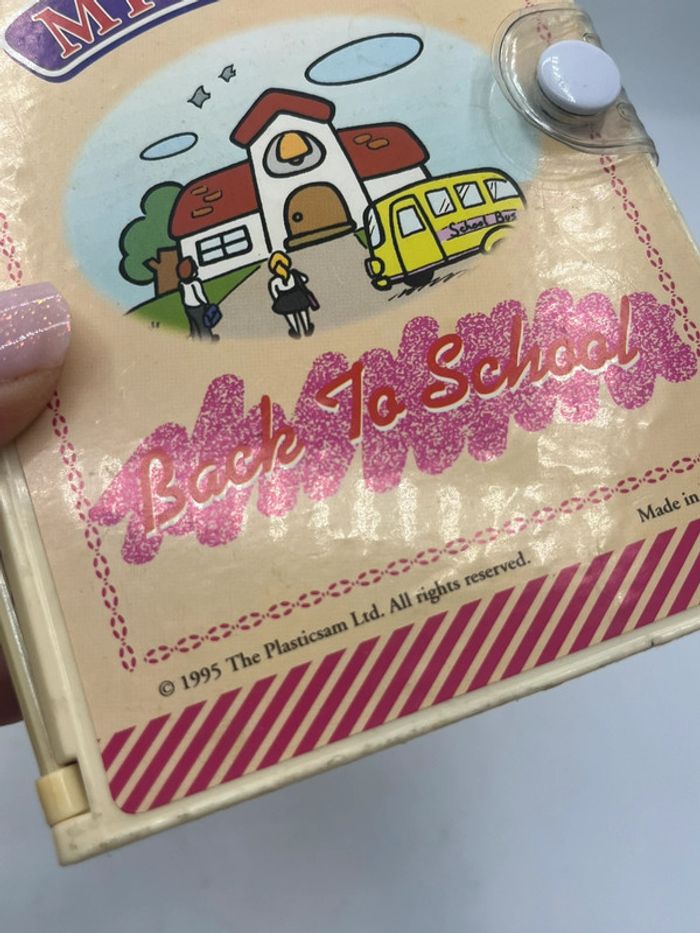 School Bus
Back To School
Made in
© 1995 The Plasticsam Ltd. All rights reserved.